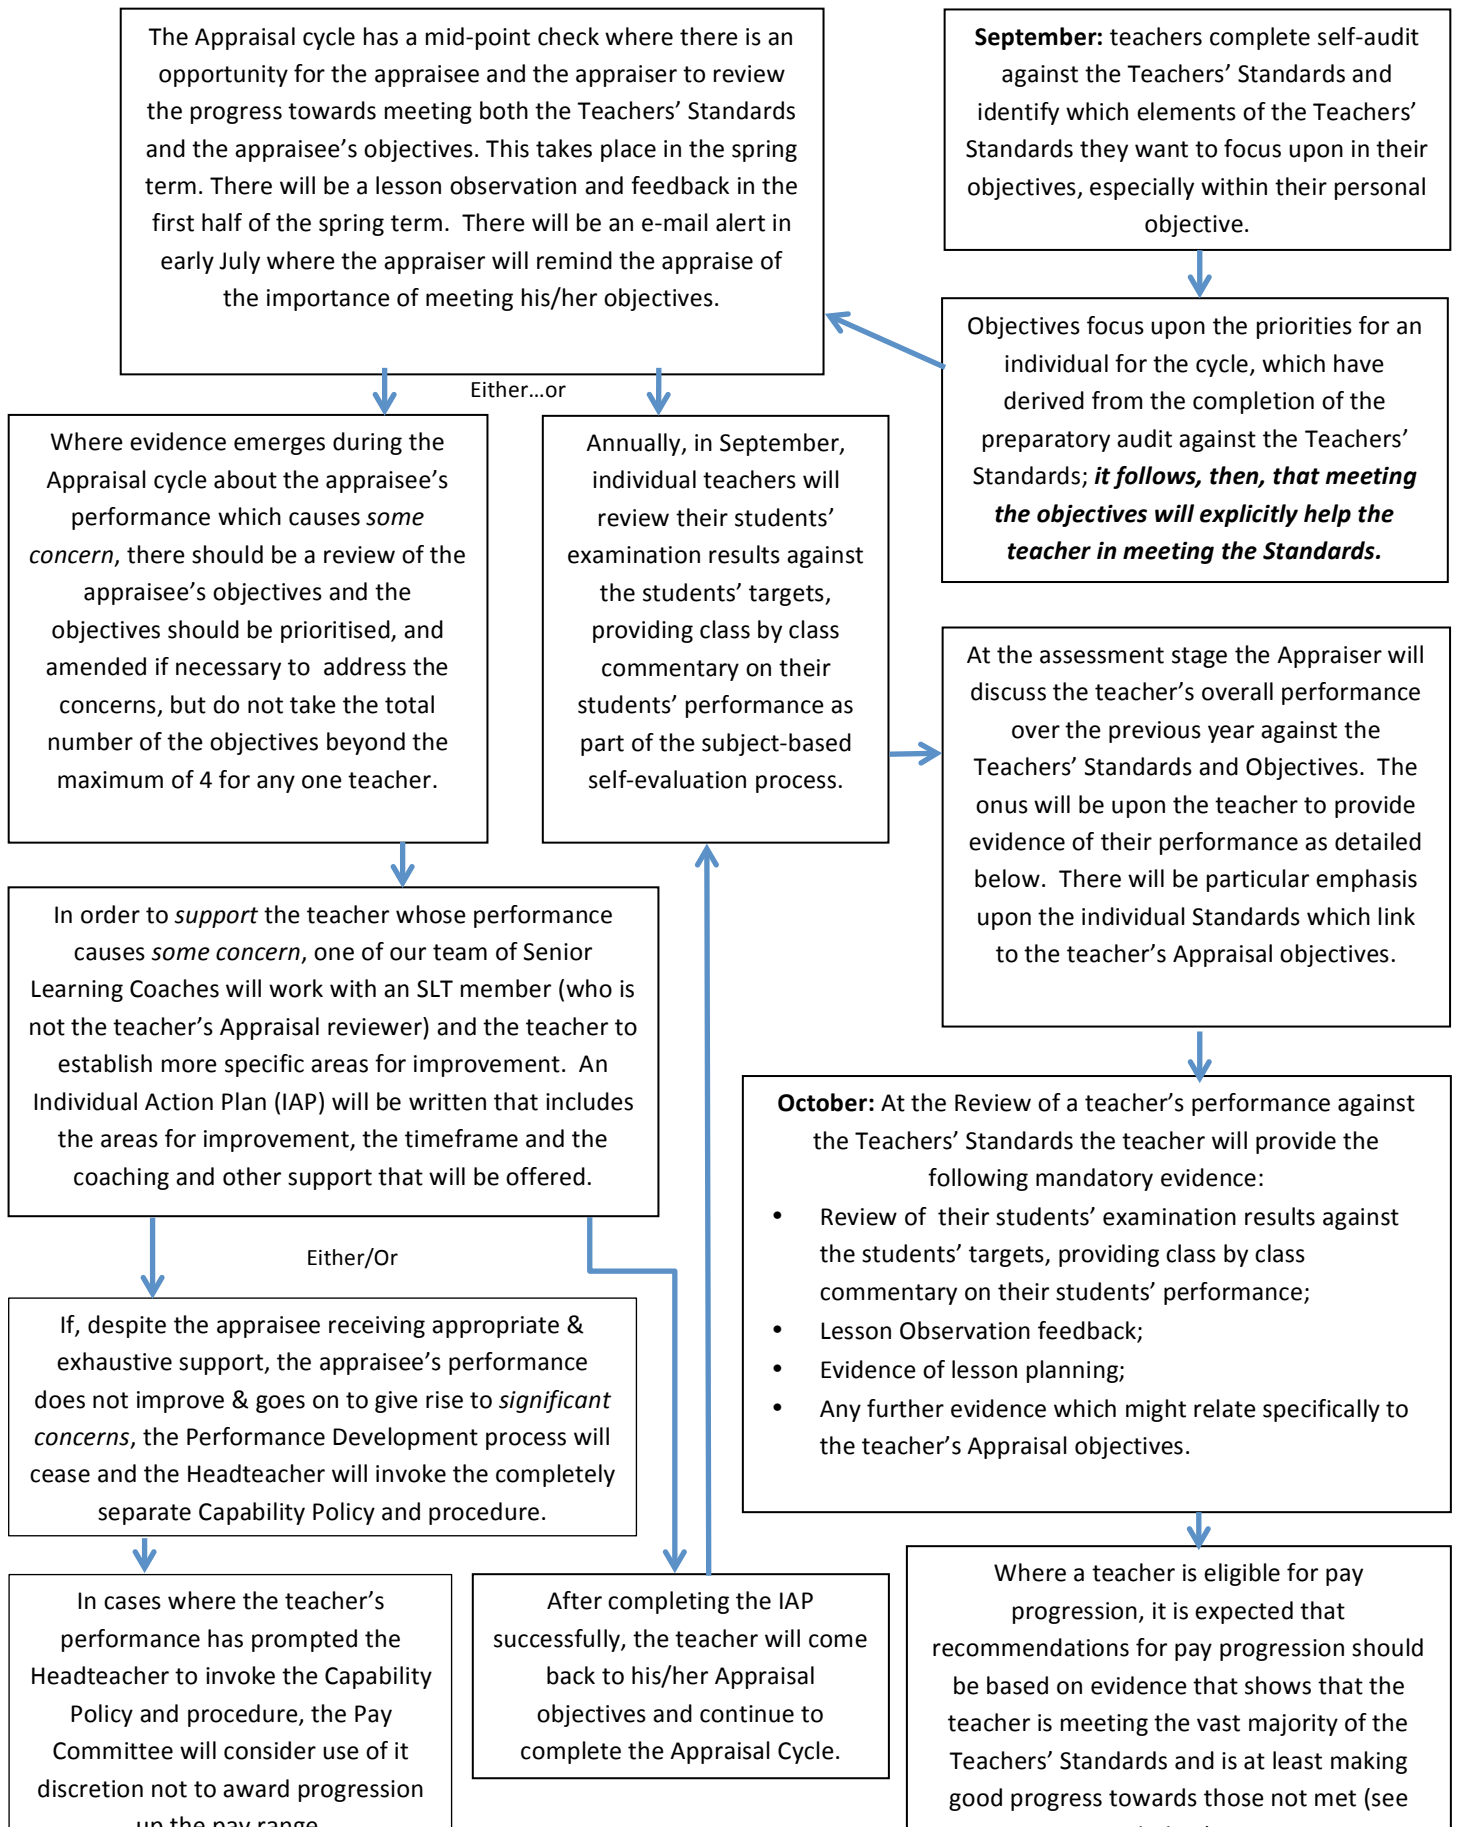 The Appraisal cycle has a mid-point check where there is an
opportunity for the appraisee and the appraiser to review
the progress towards meeting both the Teachers’ Standards
and the appraisee’s objectives. This takes place in the spring
term. There will be a lesson observation and feedback in the
first half of the spring term.  There will be an e-mail alert in
early July where the appraiser will remind the appraise of
the importance of meeting his/her objectives.
September: teachers complete self-audit
against the Teachers’ Standards and
identify which elements of the Teachers’
Standards they want to focus upon in their
objectives, especially within their personal
objective.
Objectives focus upon the priorities for an
individual for the cycle, which have
derived from the completion of the
preparatory audit against the Teachers’
Standards; it follows, then, that meeting
the objectives will explicitly help the
teacher in meeting the Standards.
Either…or
Where evidence emerges during the
Appraisal cycle about the appraisee’s
performance which causes some
concern, there should be a review of the
appraisee’s objectives and the
objectives should be prioritised, and
amended if necessary to  address the
concerns, but do not take the total
number of the objectives beyond the
maximum of 4 for any one teacher.
Annually, in September,
individual teachers will
review their students’
examination results against
the students’ targets,
providing class by class
commentary on their
students’ performance as
part of the subject-based
self-evaluation process.
At the assessment stage the Appraiser will
discuss the teacher’s overall performance
over the previous year against the
Teachers’ Standards and Objectives.  The
onus will be upon the teacher to provide
evidence of their performance as detailed
below.  There will be particular emphasis
upon the individual Standards which link
to the teacher’s Appraisal objectives.
In order to support the teacher whose performance
causes some concern, one of our team of Senior
Learning Coaches will work with an SLT member (who is
not the teacher’s Appraisal reviewer) and the teacher to
establish more specific areas for improvement.  An
Individual Action Plan (IAP) will be written that includes
the areas for improvement, the timeframe and the
coaching and other support that will be offered.
October: At the Review of a teacher’s performance against
the Teachers’ Standards the teacher will provide the
following mandatory evidence:
• Review of  their students’ examination results against
the students’ targets, providing class by class
commentary on their students’ performance;
• Lesson Observation feedback;
• Evidence of lesson planning;
• Any further evidence which might relate specifically to
the teacher’s Appraisal objectives.
Either/Or
If, despite the appraisee receiving appropriate &
exhaustive support, the appraisee’s performance
does not improve & goes on to give rise to significant
concerns, the Performance Development process will
cease and the Headteacher will invoke the completely
separate Capability Policy and procedure.
In cases where the teacher’s
performance has prompted the
Headteacher to invoke the Capability
Policy and procedure, the Pay
Committee will consider use of it
discretion not to award progression
up the pay range
After completing the IAP
successfully, the teacher will come
back to his/her Appraisal
objectives and continue to
complete the Appraisal Cycle.
Where a teacher is eligible for pay
progression, it is expected that
recommendations for pay progression should
be based on evidence that shows that the
teacher is meeting the vast majority of the
Teachers’ Standards and is at least making
good progress towards those not met (see